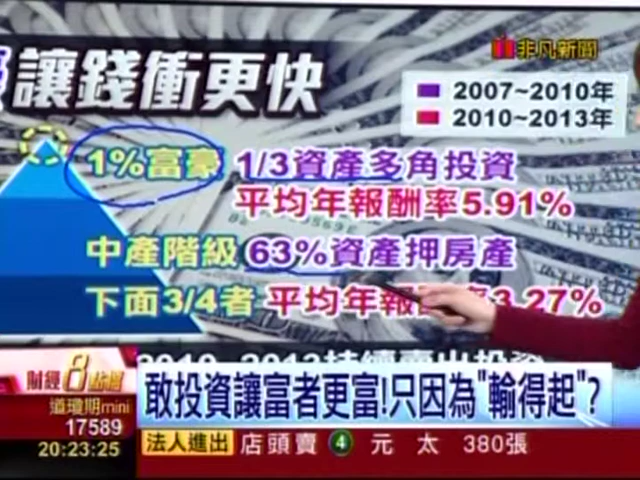 非凡新聞
讓錢衝更快
2007~2010年
2010~2013年
1%富豪 1/3資產多角投資
平均年報酬率5.91%
中產階級 63%資產押房產
下面3/4者 平均年報酬率3.27%
財經8點檔
敢投資讓富者更富!只因為"輸得起"?
道瓊期mini
17589
20:23:25
法人進出 店頭賣 4 元 太 380張